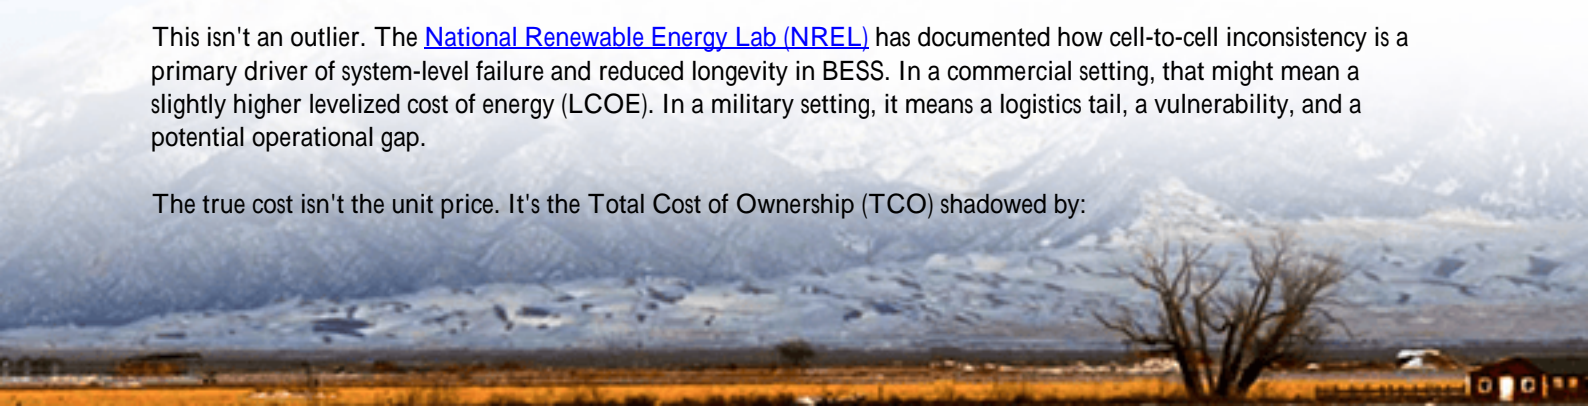 This isn't an outlier. The National Renewable Energy Lab (NREL) has documented how cell-to-cell inconsistency is a
primary driver of system-level failure and reduced longevity in BESS. In a commercial setting, that might mean a
slightly higher levelized cost of energy (LCOE). In a military setting, it means a logistics tail, a vulnerability, and a
potential operational gap.
The true cost isn't the unit price. It's the Total Cost of Ownership (TCO) shadowed by: